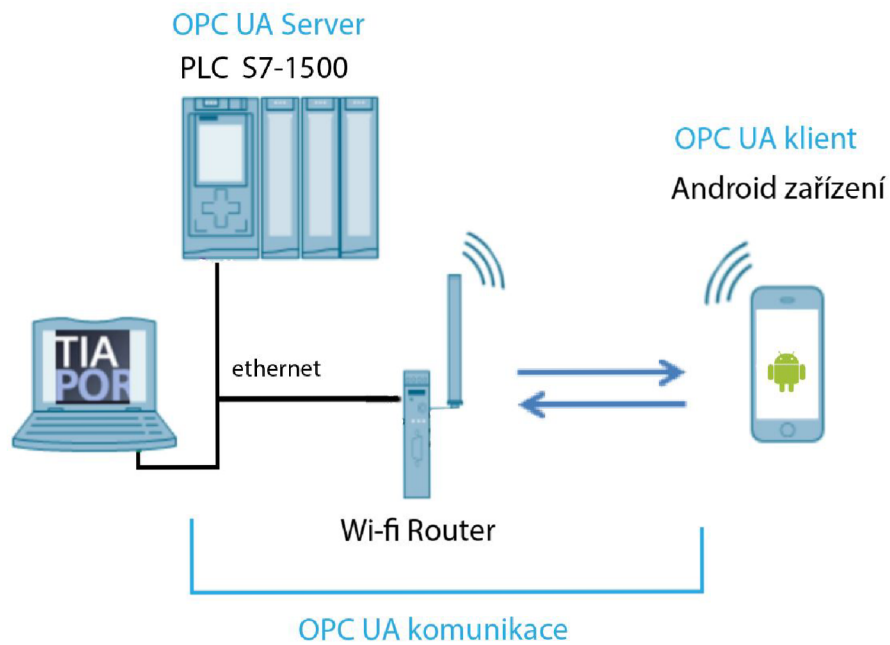 OPC UA Server
PLC S7-1500
OPC UA klient
Android zařízení
TIA
POR
ethernet
Wi-fi Router
OPC UA komunikace